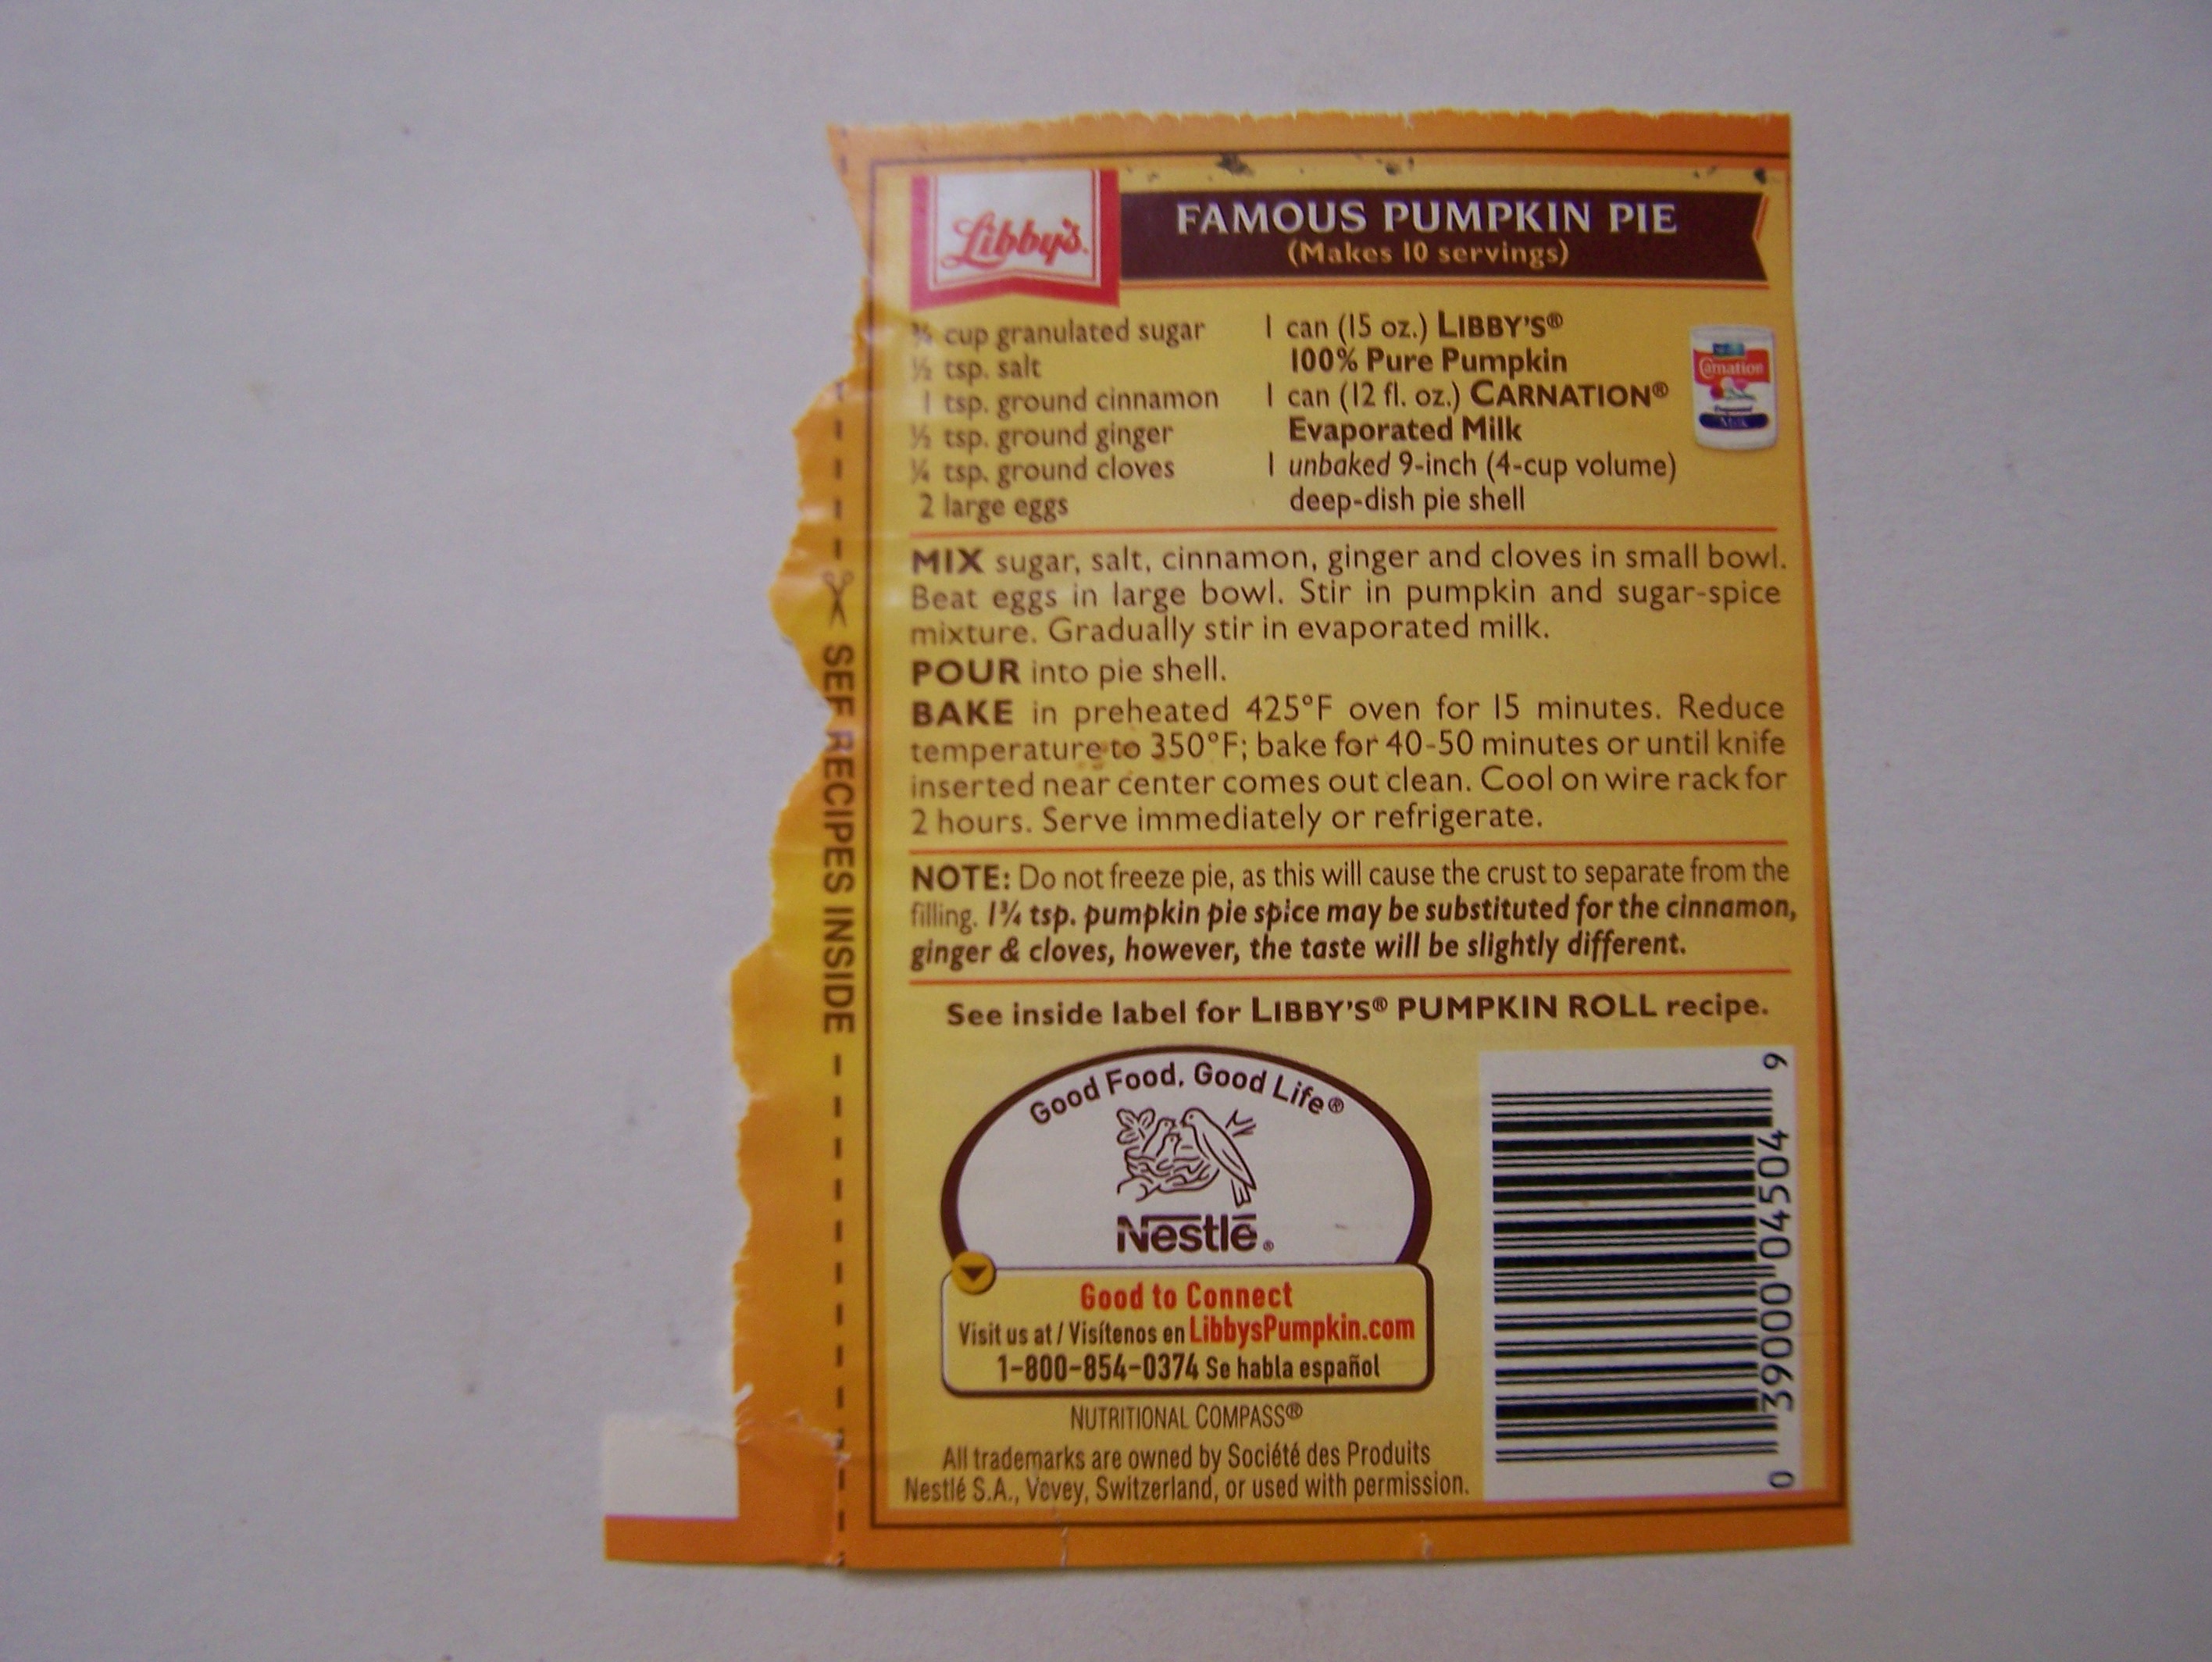 Libby's.
FAMOUS PUMPKIN PIE
(Makes 10 servings)
¾ cup granulated sugar
½ tsp. salt
1 tsp. ground cinnamon
½ tsp. ground ginger
¼ tsp. ground cloves
2 large eggs
1 can (15 oz.) LIBBY'S®
100% Pure Pumpkin
1 can (12 fl. oz.) CARNATION®
Evaporated Milk
1 unbaked 9-inch (4-cup volume)
deep-dish pie shell
Carnation
Evaporated
Milk
MIX sugar, salt, cinnamon, ginger and cloves in small bowl.
Beat eggs in large bowl. Stir in pumpkin and sugar-spice
mixture. Gradually stir in evaporated milk.
POUR into pie shell.
BAKE in preheated 425°F oven for 15 minutes. Reduce
temperature to 350°F; bake for 40-50 minutes or until knife
inserted near center comes out clean. Cool on wire rack for
2 hours. Serve immediately or refrigerate.
NOTE: Do not freeze pie, as this will cause the crust to separate from the
filling. 1¾ tsp. pumpkin pie spice may be substituted for the cinnamon,
ginger & cloves, however, the taste will be slightly different.
See inside label for LIBBY'S® PUMPKIN ROLL recipe.
SEE RECIPES INSIDE
Good Food, Good Life®
Nestlé®
Good to Connect
Visit us at / Visítenos en LibbysPumpkin.com
1-800-854-0374 Se habla español
NUTRITIONAL COMPASS®
All trademarks are owned by Société des Produits
Nestlé S.A., Vevey, Switzerland, or used with permission.
0 39000 04504 9